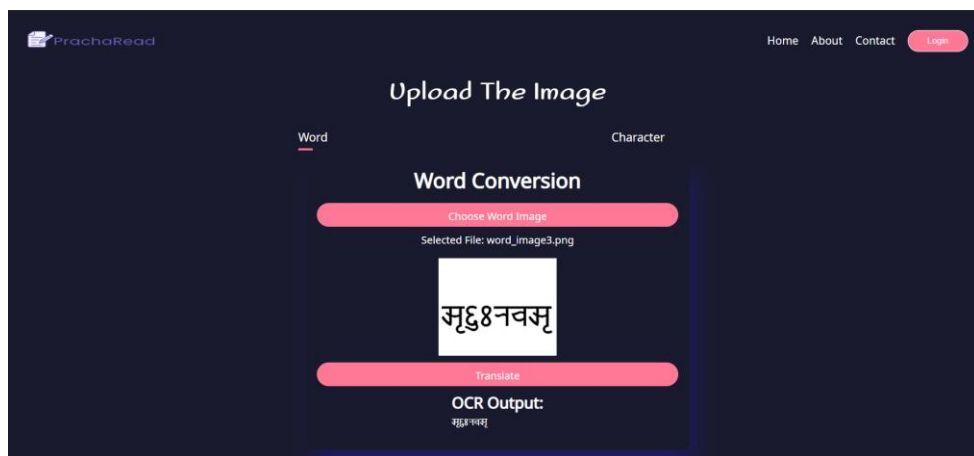 PrachaRead
Home About Contact Login
Upload The Image
Word Character
Word Conversion
Choose Word Image
Selected File: word_image3.png
Translate
OCR Output: